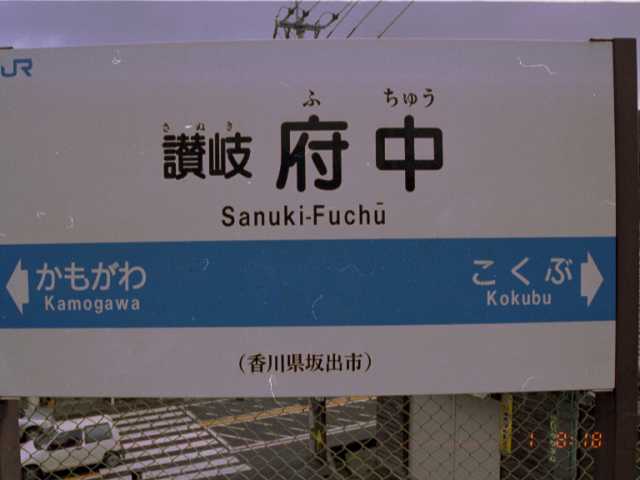 JR
さぬき ふ ちゅう
讃岐 府中
Sanuki-Fuchū
かもがわ こくぶ
Kamogawa Kokubu
(香川県坂出市)
1 8:18